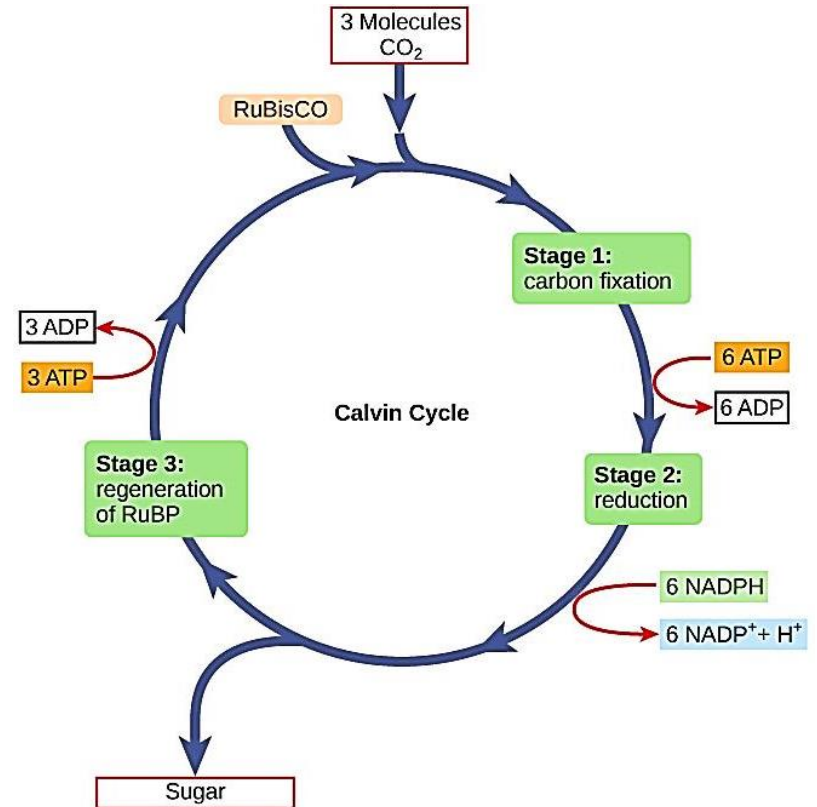 3 Molecules
CO₂
RuBisCO
Stage 1:
carbon fixation
3 ADP
3 ATP
6 ATP
6 ADP
Calvin Cycle
Stage 3:
regeneration
of RuBP
Stage 2:
reduction
6 NADPH
6 NADP⁺+ H⁺
Sugar